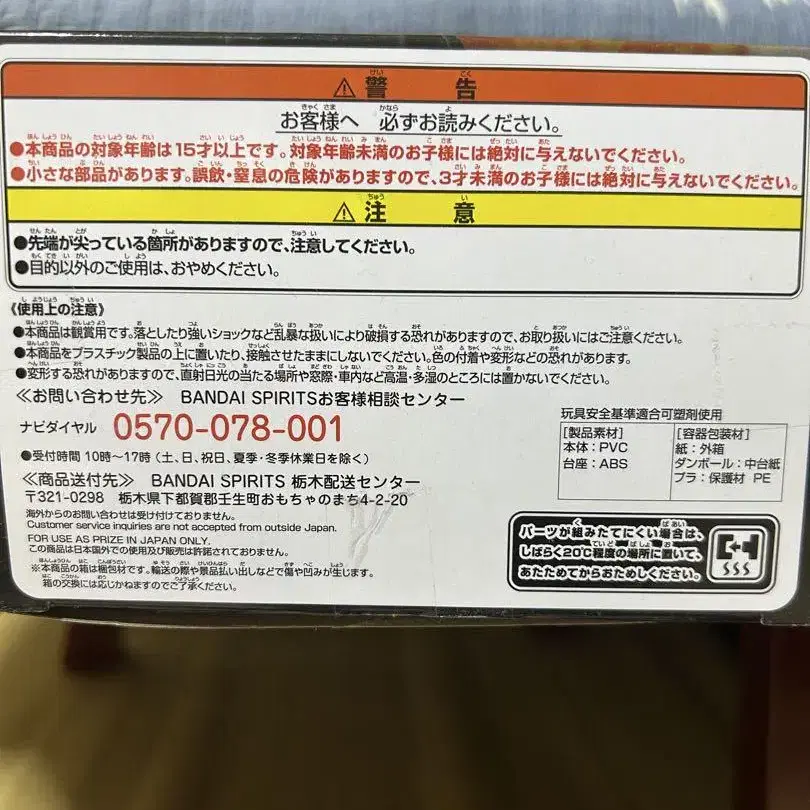 ⚠警告
お客様へ 必ずお読みください。
●本商品の対象年齢は15才以上です。対象年齢未満のお子様には絶対に与えないでください。
●小さな部品があります。誤飲・窒息の危険がありますので、3才未満のお子様には絶対に与えないでください。
⚠注意
●先端が尖っている箇所がありますので、注意してください。
●目的以外のご使用は、おやめください。
《使用上の注意》
●本商品は観賞用です。落としたり強いショックなど乱暴な扱いにより破損する恐れがありますので、お取り扱いにはご注意ください。
●本商品をプラスチック製品の上に置いたり、接触させたままにしないでください。色の付着や変形などの恐れがあります。
●変形する恐れがありますので、直射日光の当たる場所や窓際・車内など高温・多湿のところには置かないでください。
≪お問い合わせ先≫ BANDAI SPIRITSお客様相談センター
ナビダイヤル 0570-078-001
●受付時間 10時〜17時(土、日、祝日、夏季・冬季休業日を除く)
≪商品送付先≫ BANDAI SPIRITS 栃木配送センター
〒321-0298 栃木県下都賀郡壬生町おもちゃのまち4-2-20
海外からのお問い合わせは受け付けておりません。
Customer service inquiries are not accepted from outside Japan.
FOR USE AS PRIZE IN JAPAN ONLY.
この商品は日本国外での使用及び販売は許諾されておりません。
※本商品の箱は梱包材です。輸送の際や景品払い出しなどで傷や凹みが生じます。
箱の交換には応じかねますのでご了承ください。
玩具安全基準適合可塑剤使用
[製品素材]
本体:PVC
台座:ABS
[容器包装材]
紙:外箱
ダンボール:中台紙
プラ:保護材 PE
パーツが組みたてにくい場合は、
しばらく20℃程度の場所に置いて、
あたためてからおためしください。